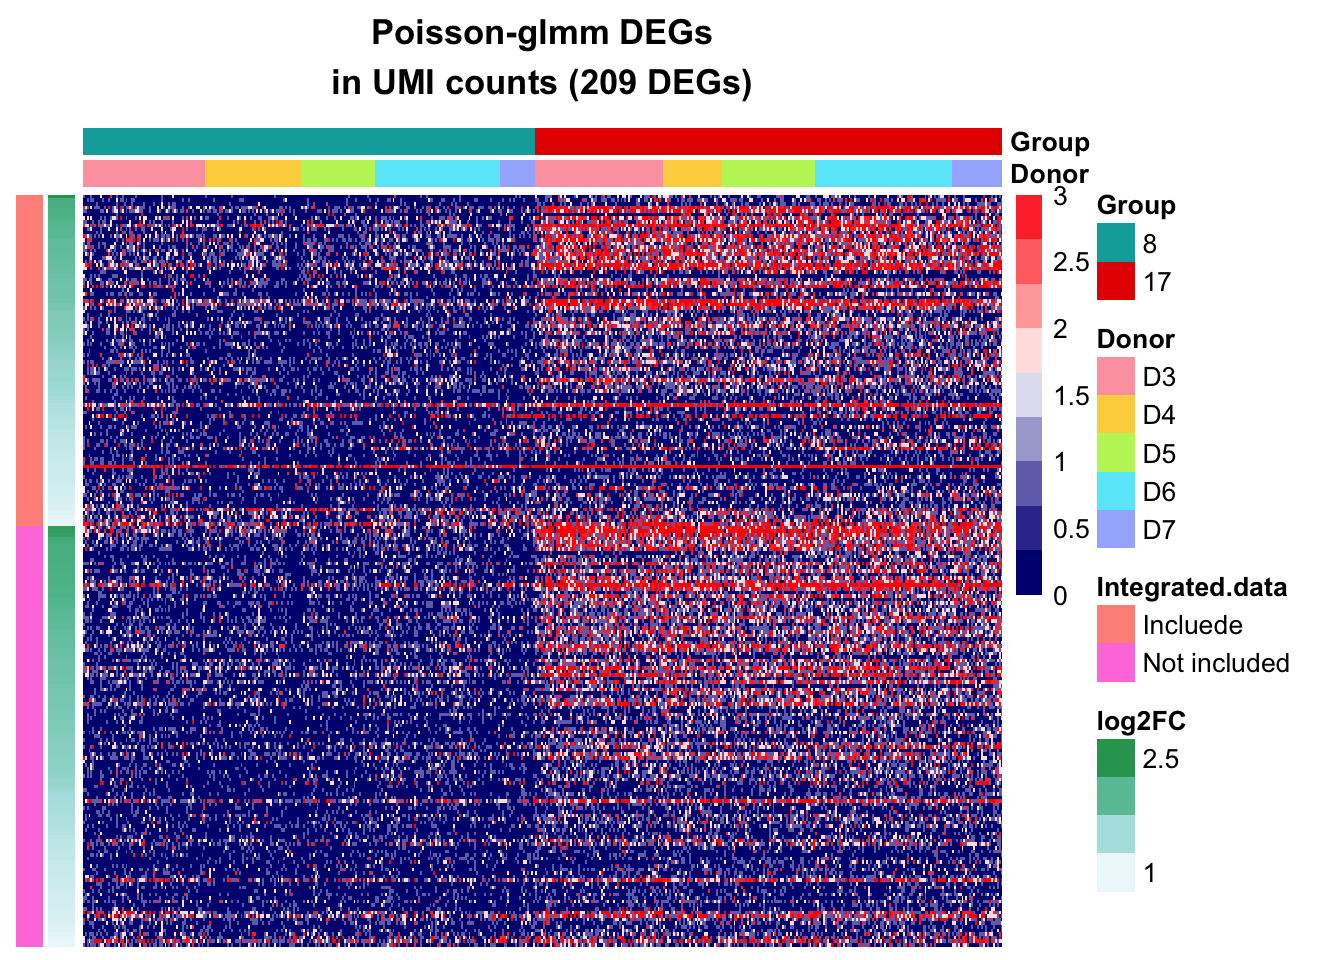 Poisson-glmm DEGs
in UMI counts (209 DEGs)
Group
Donor
3
2.5
2
1.5
1
0.5
0
Group
8
17
Donor
D3
D4
D5
D6
D7
Integrated.data
Incluede
Not included
log2FC
2.5
1